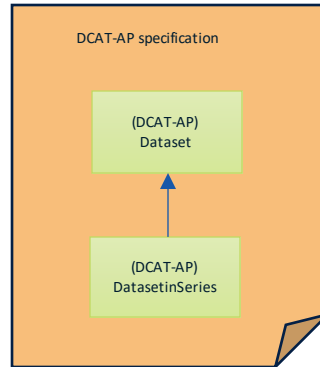 DCAT-AP specification
(DCAT-AP)
Dataset
(DCAT-AP)
DatasetinSeries